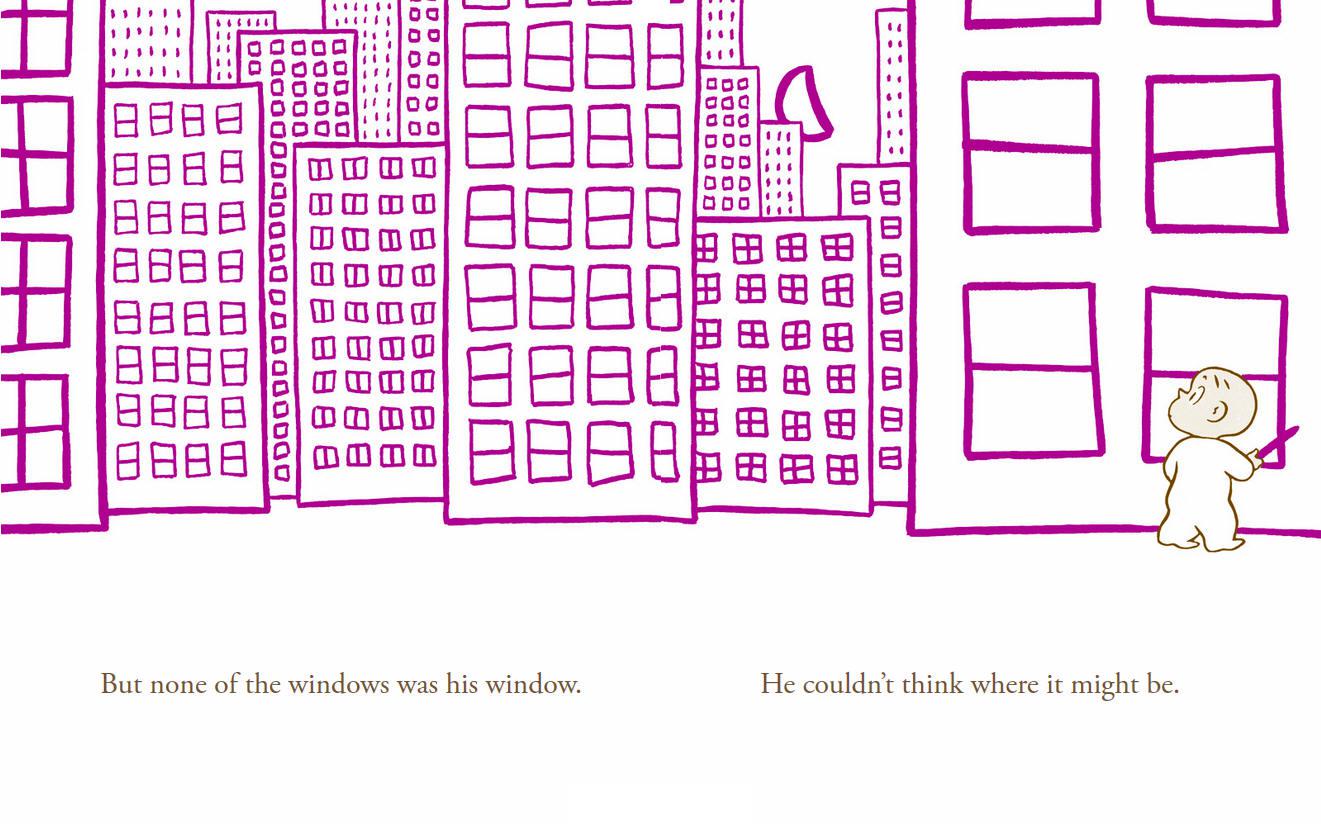 But none of the windows was his window.
He couldn’t think where it might be.